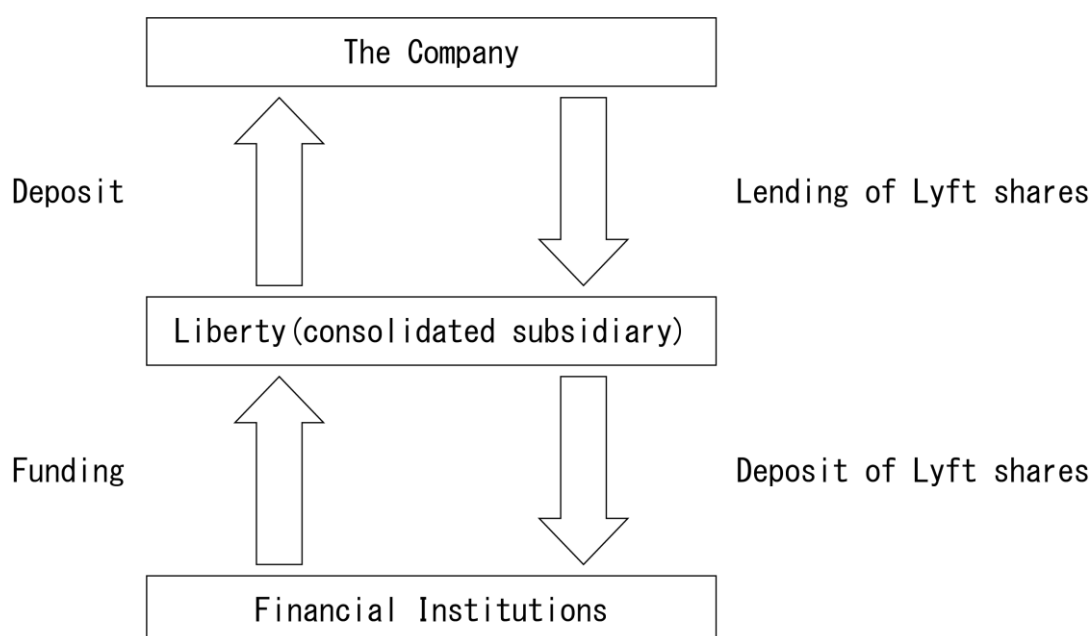 The Company
Deposit
Lending of Lyft shares
Liberty(consolidated subsidiary)
Funding
Deposit of Lyft shares
Financial Institutions